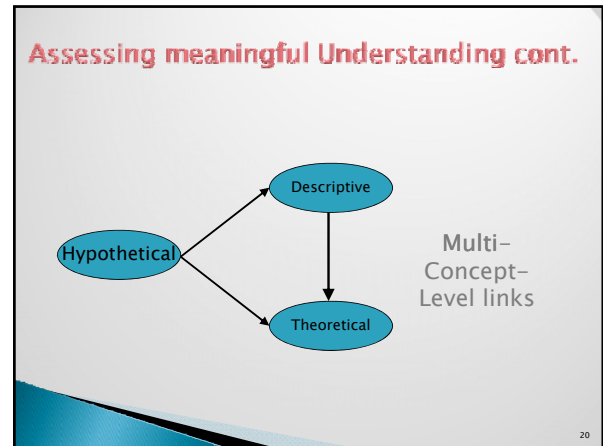 Assessing meaningful Understanding cont.
Descriptive
Hypothetical
Multi-
Concept-
Level links
Theoretical
20